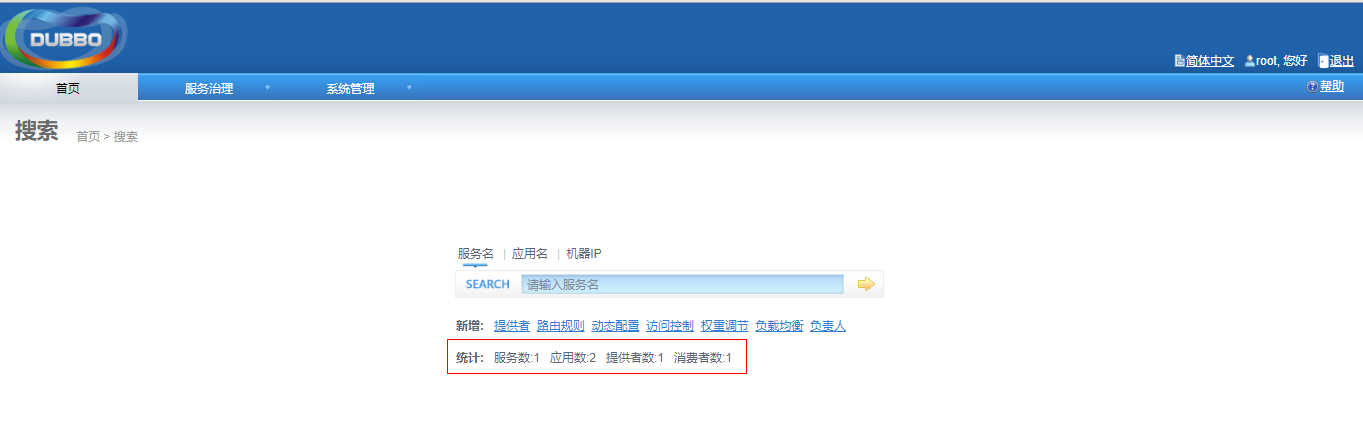 DUBBO
简体中文 root, 您好 退出
首页 服务治理 系统管理 帮助
搜索 首页 > 搜索
服务名 | 应用名 | 机器IP
SEARCH 请输入服务名
新增: 提供者 路由规则 动态配置 访问控制 权重调节 负载均衡 负责人
统计: 服务数:1 应用数:2 提供者数:1 消费者数:1